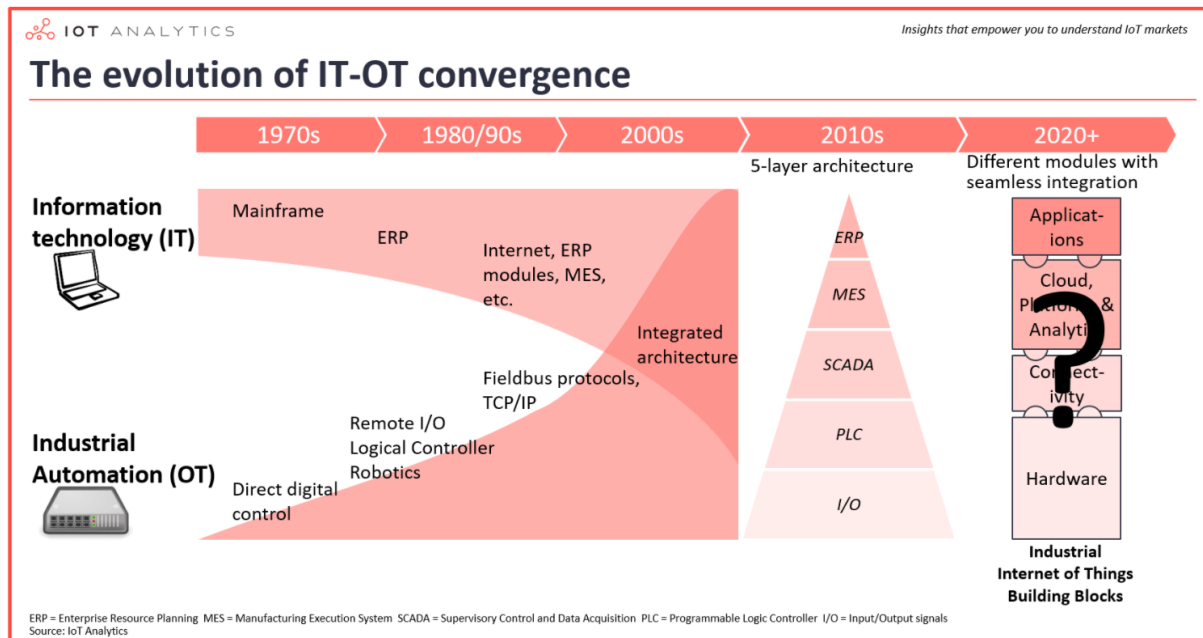 IOT ANALYTICS
Insights that empower you to understand IoT markets
The evolution of IT-OT convergence
1970s
1980/90s
2000s
2010s
2020+
5-layer architecture
Different modules with
seamless integration
Information
technology (IT)
Mainframe
ERP
Internet, ERP
modules, MES,
etc.
Integrated
architecture
Fieldbus protocols,
TCP/IP
Remote I/O
Logical Controller
Robotics
Direct digital
control
Industrial
Automation (OT)
ERP
MES
SCADA
PLC
I/O
Applicat-
ions
Cloud,
&
?
Hardware
Industrial
Internet of Things
Building Blocks
ERP = Enterprise Resource Planning MES = Manufacturing Execution System SCADA = Supervisory Control and Data Acquisition PLC = Programmable Logic Controller I/O = Input/Output signals
Source: IoT Analytics